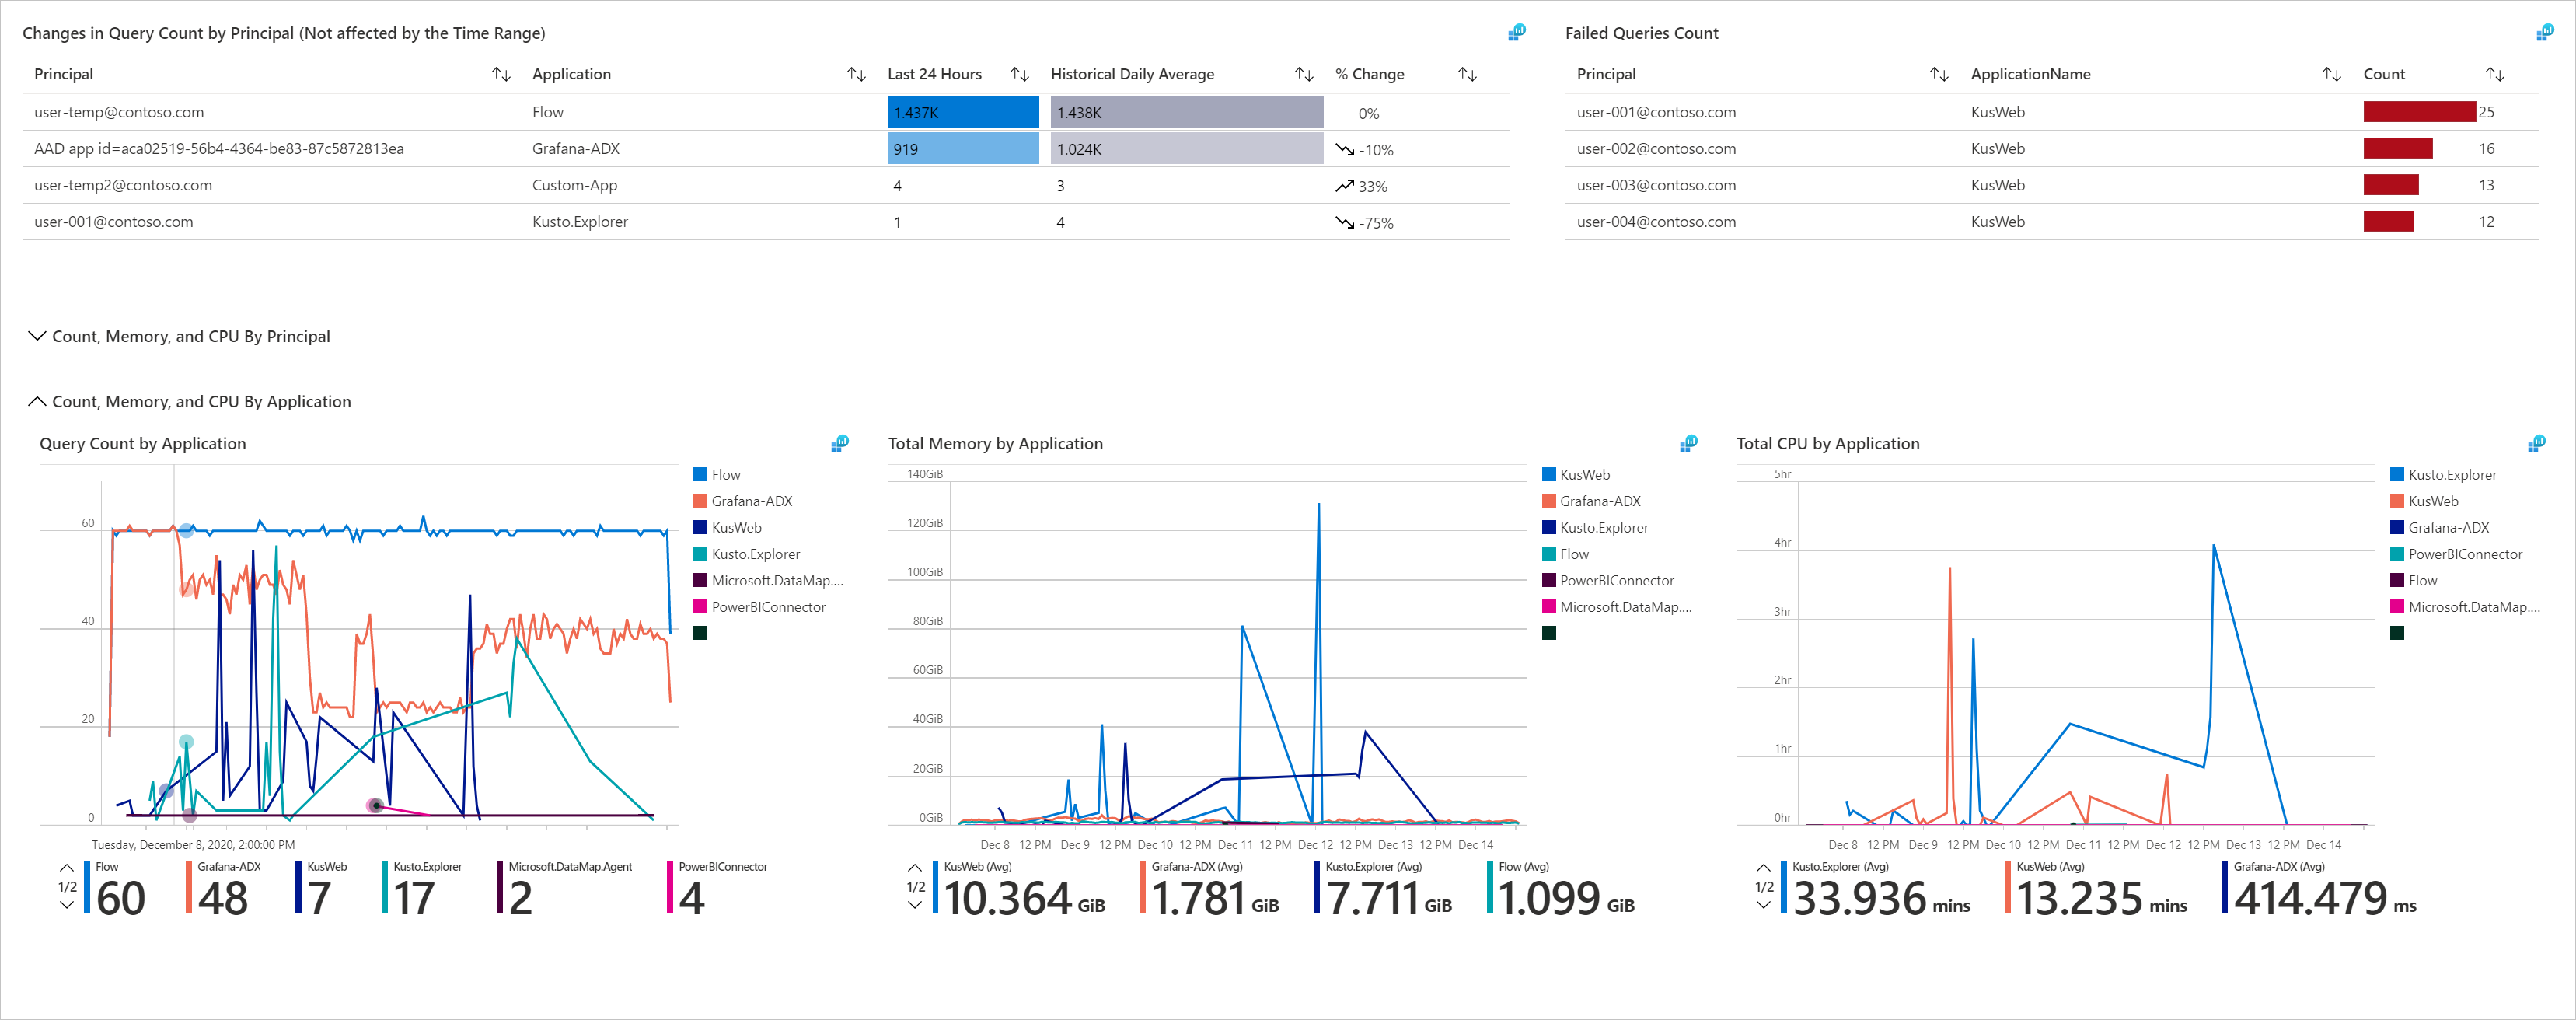 Changes in Query Count by Principal (Not affected by the Time Range)
Principal Application Last 24 Hours Historical Daily Average % Change
user-temp@contoso.com Flow 1.437K 1.438K 0%
AAD app id=aca02519-56b4-4364-be83-87c5872813ea Grafana-ADX 919 1.024K -10%
user-temp2@contoso.com Custom-App 4 3 33%
user-001@contoso.com Kusto.Explorer 1 4 -75%
Failed Queries Count
Principal ApplicationName Count
user-001@contoso.com KusWeb 25
user-002@contoso.com KusWeb 16
user-003@contoso.com KusWeb 13
user-004@contoso.com KusWeb 12
Count, Memory, and CPU By Principal
Count, Memory, and CPU By Application
Query Count by Application
60
40
20
0
Tuesday, December 8, 2020, 2:00:00 PM
Flow
Grafana-ADX
KusWeb
Kusto.Explorer
Microsoft.DataMap....
PowerBIConnector
-
1/2
Flow Grafana-ADX KusWeb Kusto.Explorer Microsoft.DataMap.Agent PowerBIConnector
60 48 7 17 2 4
Total Memory by Application
140GiB
120GiB
100GiB
80GiB
60GiB
40GiB
20GiB
0GiB
Dec 8 12 PM Dec 9 12 PM Dec 10 12 PM Dec 11 12 PM Dec 12 12 PM Dec 13 12 PM Dec 14
KusWeb
Grafana-ADX
Kusto.Explorer
Flow
PowerBIConnector
Microsoft.DataMap....
-
1/2
KusWeb (Avg) Grafana-ADX (Avg) Kusto.Explorer (Avg) Flow (Avg)
10.364 GiB 1.781 GiB 7.711 GiB 1.099 GiB
Total CPU by Application
5hr
4hr
3hr
2hr
1hr
0hr
Dec 8 12 PM Dec 9 12 PM Dec 10 12 PM Dec 11 12 PM Dec 12 12 PM Dec 13 12 PM Dec 14
Kusto.Explorer
KusWeb
Grafana-ADX
PowerBIConnector
Flow
Microsoft.DataMap....
-
1/2
Kusto.Explorer (Avg) KusWeb (Avg) Grafana-ADX (Avg)
33.936 mins 13.235 mins 414.479 ms